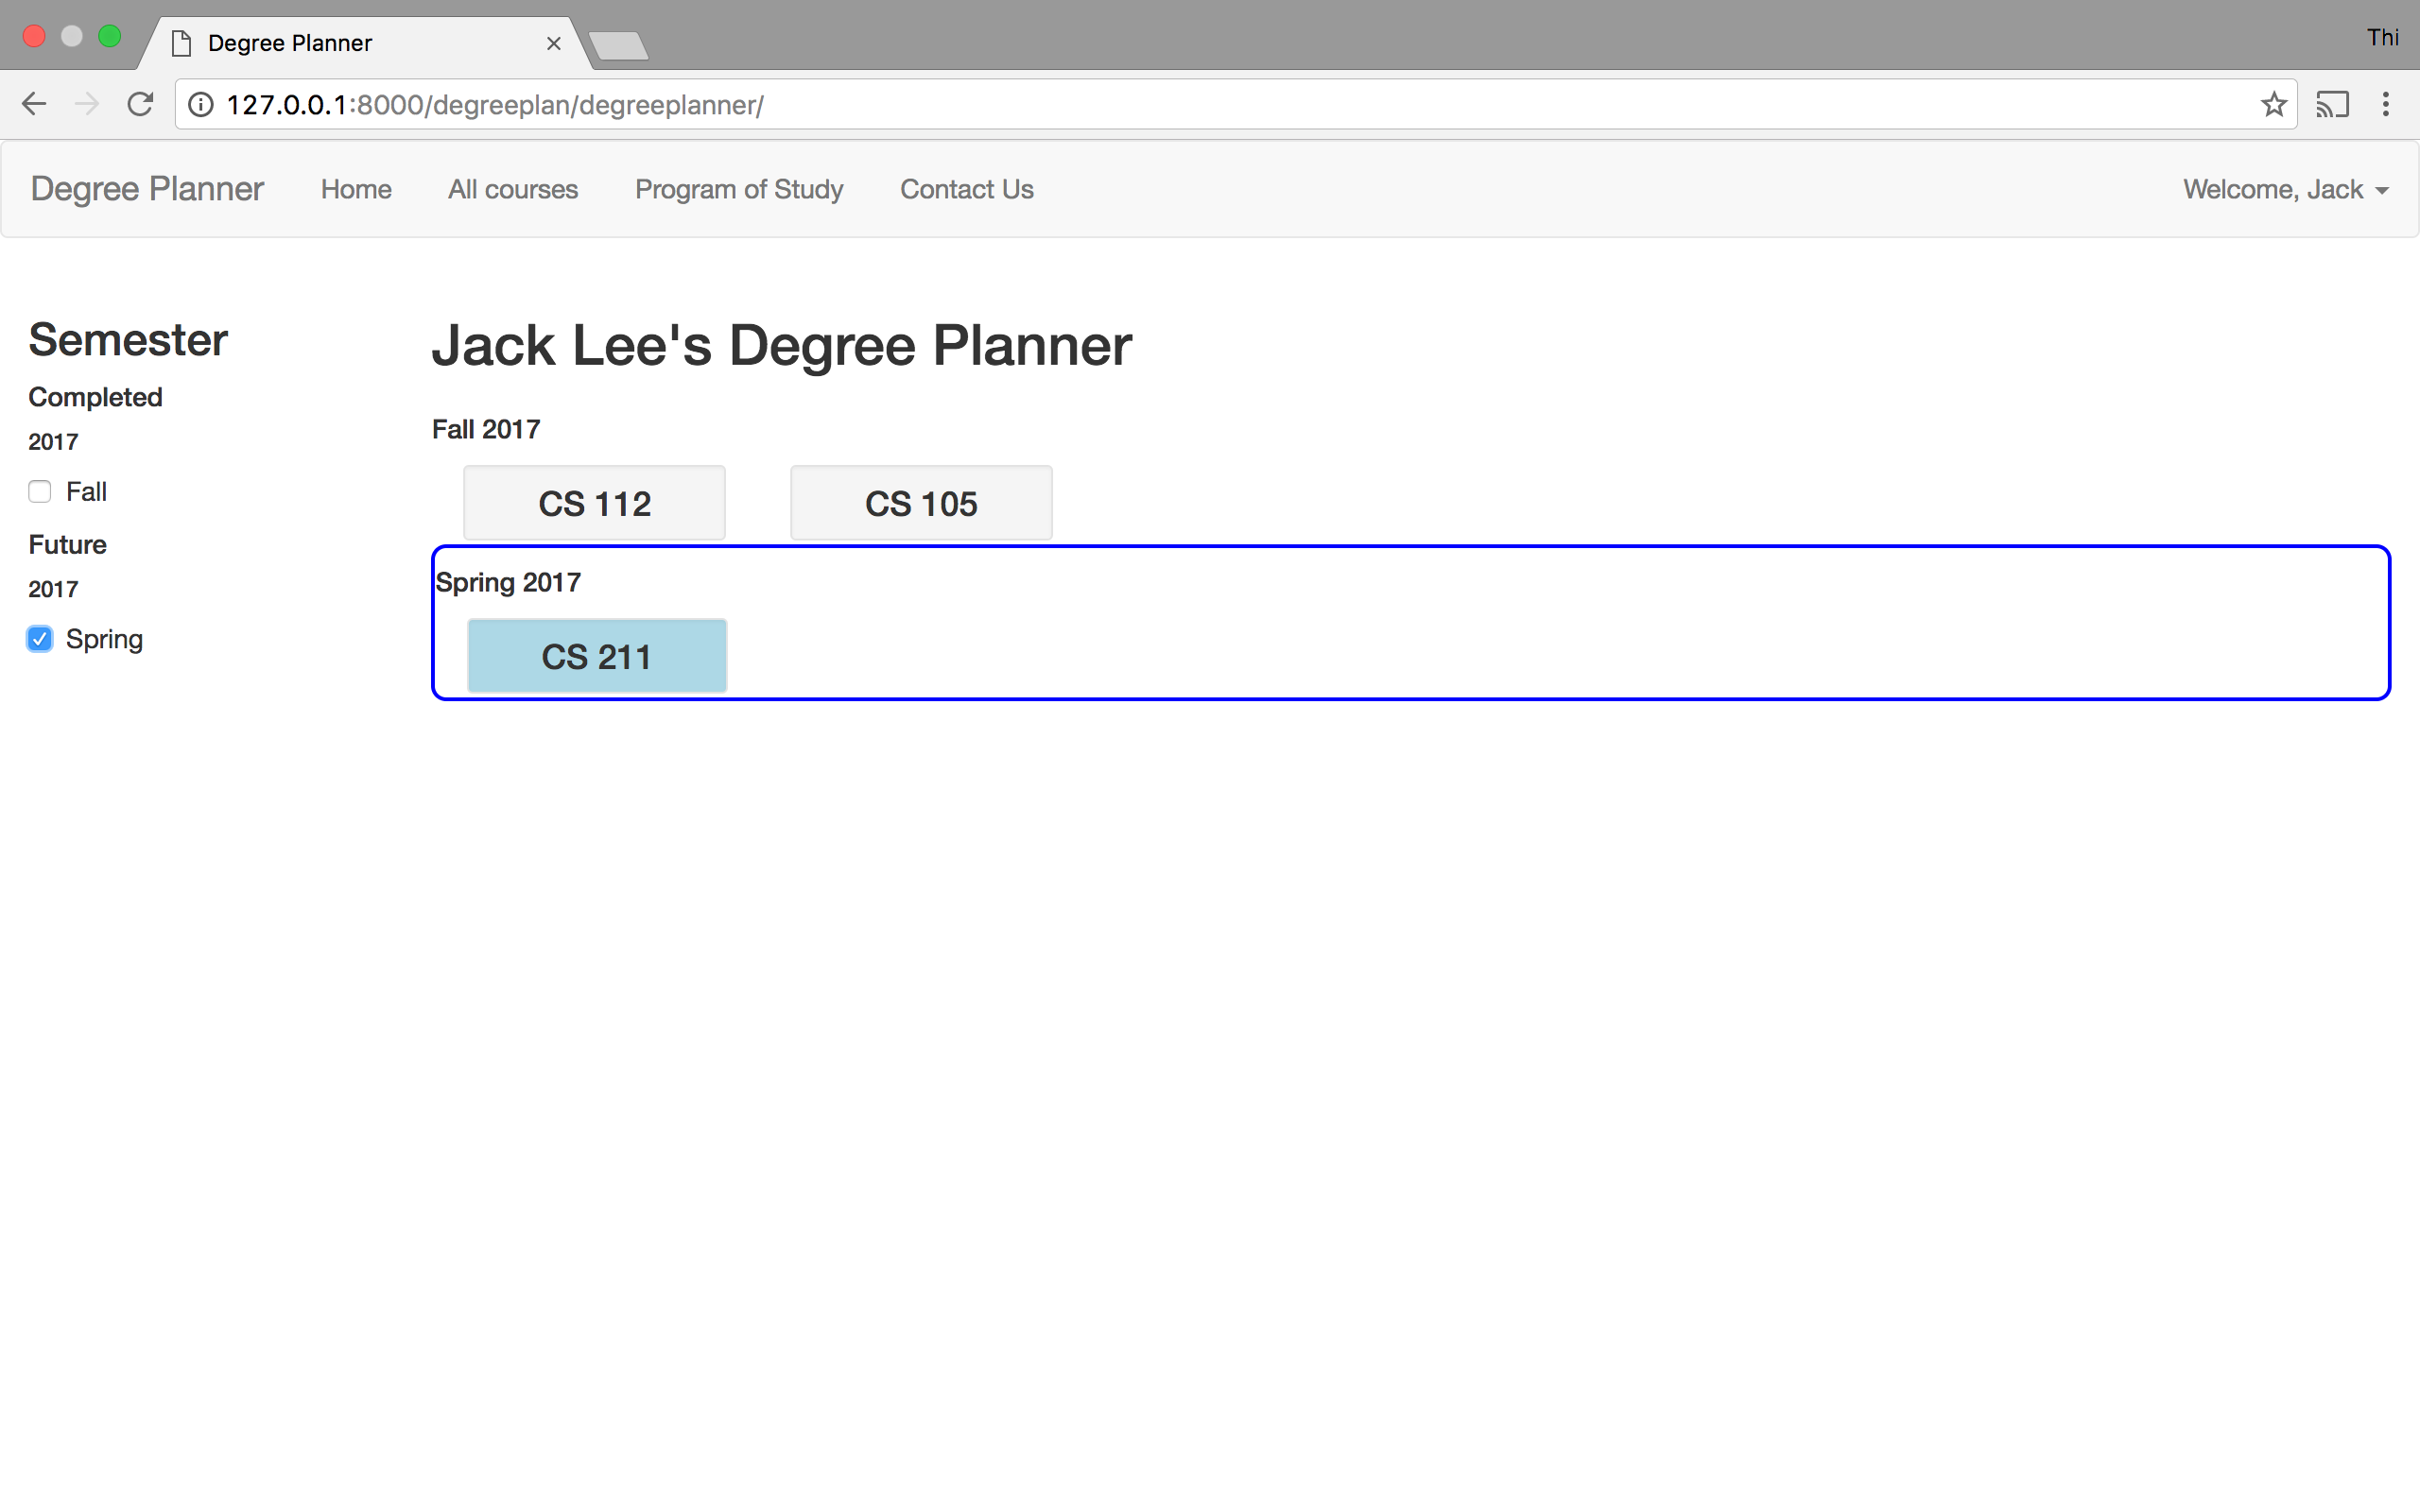 Degree Planner
Thi
127.0.0.1:8000/degreeplan/degreeplanner/
Degree Planner Home All courses Program of Study Contact Us Welcome, Jack
Semester
Completed
2017
Fall
Future
2017
Spring
Jack Lee's Degree Planner
Fall 2017
CS 112 CS 105
Spring 2017
CS 211